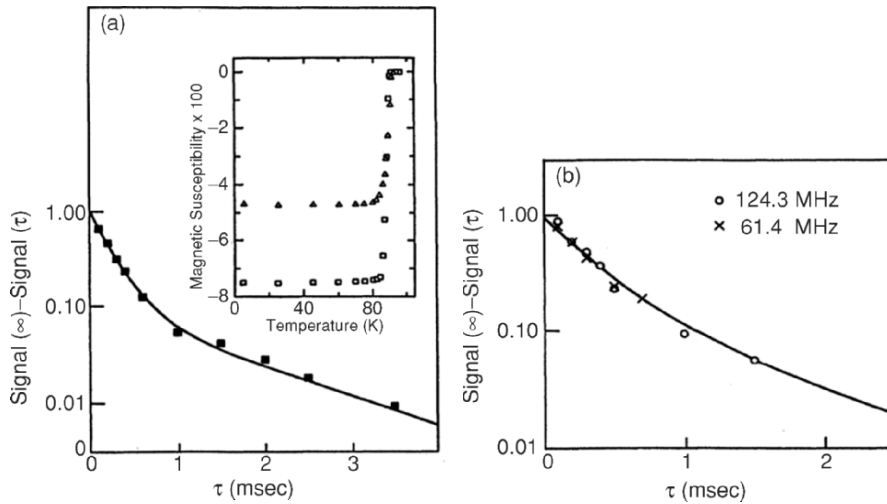 (a)
0
-2
-4
-6
-8
Magnetic Susceptibility x 100
0
40
80
Temperature (K)
1.00
0.10
0.01
0
Signal (∞)–Signal (τ)
0
1
2
3
τ (msec)
(b)
124.3 MHz
61.4 MHz
1.00
0.10
0.01
Signal (∞)–Signal (τ)
0
1
2
τ (msec)